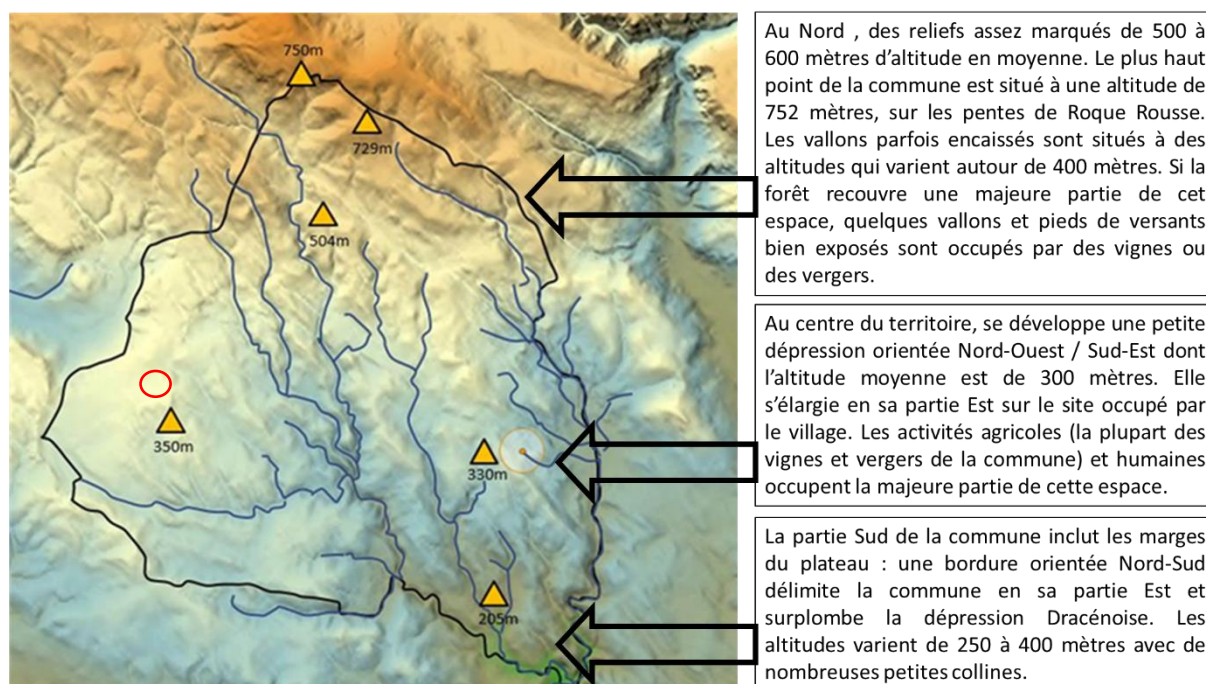 750m
729m
504m
350m
330m
205m
Au Nord , des reliefs assez marqués de 500 à
600 mètres d’altitude en moyenne. Le plus haut
point de la commune est situé à une altitude de
752 mètres, sur les pentes de Roque Rousse.
Les vallons parfois encaissés sont situés à des
altitudes qui varient autour de 400 mètres. Si la
forêt recouvre une majeure partie de cet
espace, quelques vallons et pieds de versants
bien exposés sont occupés par des vignes ou
des vergers.
Au centre du territoire, se développe une petite
dépression orientée Nord-Ouest / Sud-Est dont
l’altitude moyenne est de 300 mètres. Elle
s’élargie en sa partie Est sur le site occupé par
le village. Les activités agricoles (la plupart des
vignes et vergers de la commune) et humaines
occupent la majeure partie de cette espace.
La partie Sud de la commune inclut les marges
du plateau : une bordure orientée Nord-Sud
délimite la commune en sa partie Est et
surplombe la dépression Dracénoise. Les
altitudes varient de 250 à 400 mètres avec de
nombreuses petites collines.